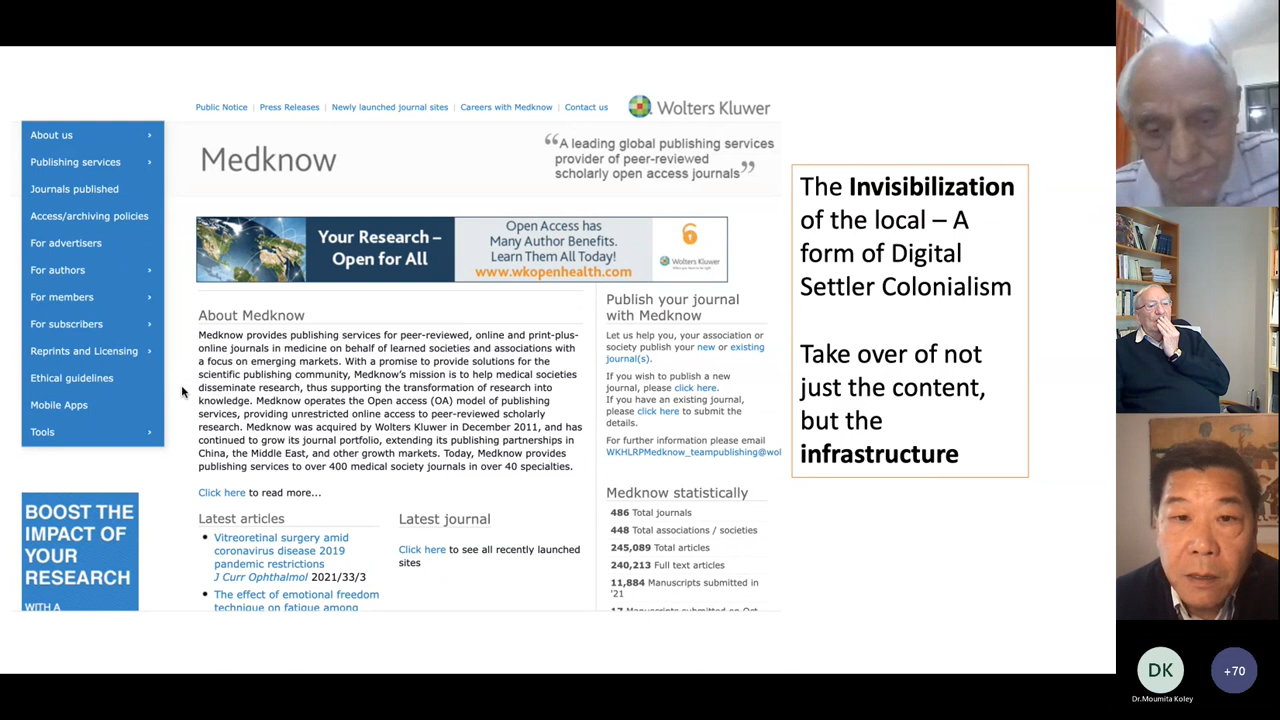 Public Notice | Press Releases | Newly launched journal sites | Careers with Medknow | Contact us
Wolters Kluwer
Medknow
“A leading global publishing services
provider of peer-reviewed
scholarly open access journals”
About us
Publishing services
Journals published
Access/archiving policies
For advertisers
For authors
For members
For subscribers
Reprints and Licensing
Ethical guidelines
Mobile Apps
Tools
BOOST THE
IMPACT OF
YOUR
RESEARCH
WITH A
Your Research –
Open for All
Open Access has
Many Author Benefits.
Learn Them All Today!
www.wkopenhealth.com
Wolters Kluwer
About Medknow
Medknow provides publishing services for peer-reviewed, online and print-plus-
online journals in medicine on behalf of learned societies and associations with
a focus on emerging markets. With a promise to provide solutions for the
scientific publishing community, Medknow’s mission is to help medical societies
disseminate research, thus supporting the transformation of research into
knowledge. Medknow operates the Open access (OA) model of publishing
services, providing unrestricted online access to peer-reviewed scholarly
research. Medknow was acquired by Wolters Kluwer in December 2011, and has
continued to grow its journal portfolio, extending its publishing partnerships in
China, the Middle East, and other growth markets. Today, Medknow provides
publishing services to over 400 medical society journals in over 40 specialties.
Click here to read more...
Latest articles
Vitreoretinal surgery amid
coronavirus disease 2019
pandemic restrictions
J Curr Ophthalmol 2021/33/3
The effect of emotional freedom
technique on fatigue among
Latest journal
Click here to see all recently launched
sites
Publish your journal
with Medknow
Let us help you, your association or
society publish your new or existing
journal(s).
If you wish to publish a new
journal, please click here.
If you have an existing journal,
please click here to submit the
details.
For further information please email
WKHLRPMedknow_teampublishing@wol
Medknow statistically
486 Total journals
448 Total associations / societies
245,089 Total articles
240,213 Full text articles
11,884 Manuscripts submitted in
'21
17 Manuscripts submitted on Oct
The Invisibilization
of the local – A
form of Digital
Settler Colonialism
Take over of not
just the content,
but the
infrastructure
DK
Dr.Moumita Koley
+70